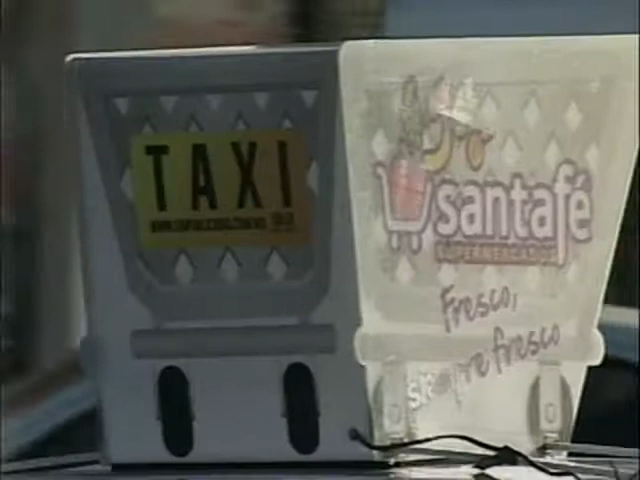 TAXI
santafé
SUPERMERCADOS
Fresco,
siempre fresco